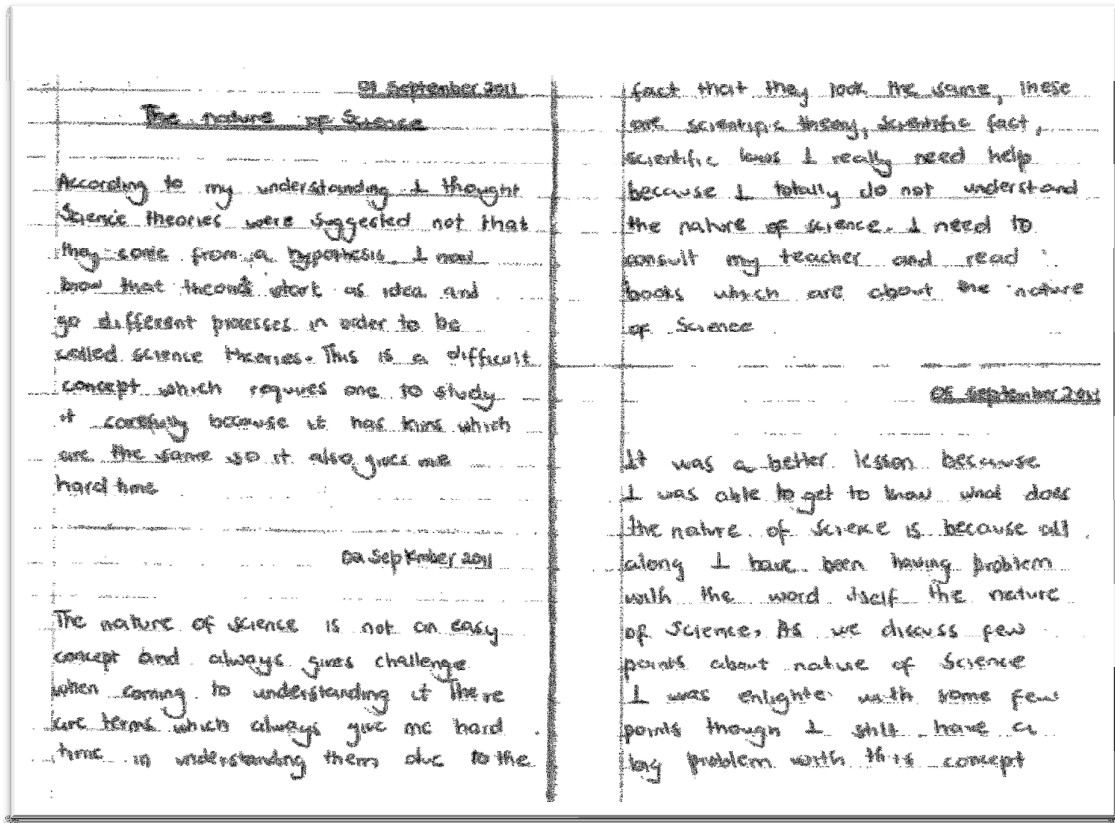 01 September 2011
The nature of Science
According to my understanding I thought
Science theories were suggested not that
they come from a hypothesis, I now
know that theories start as idea and
go different processes in order to be
called science theories. This is a difficult
concept which requires one to study
it carefully because it has kins which
are the same so it also gives me
hard time
02 September 2011
The nature of science is not an easy
concept and always gives challenge
when coming to understanding it There
are terms which always give me hard
time in understanding them due to the
fact that they look the same, these
are scientific theory, scientific fact,
scientific laws I really need help
because I totally do not understand
the nature of science. I need to
consult my teacher and read
books which are about the nature
of Science
05 September 2011
It was a better lesson because
I was able to get to know what does
the nature of science is because all
along I have been having problem
with the word itself the nature
of Science, As we discuss few
points about nature of Science
I was enlighte with some few
points though I still have a
big problem with this concept